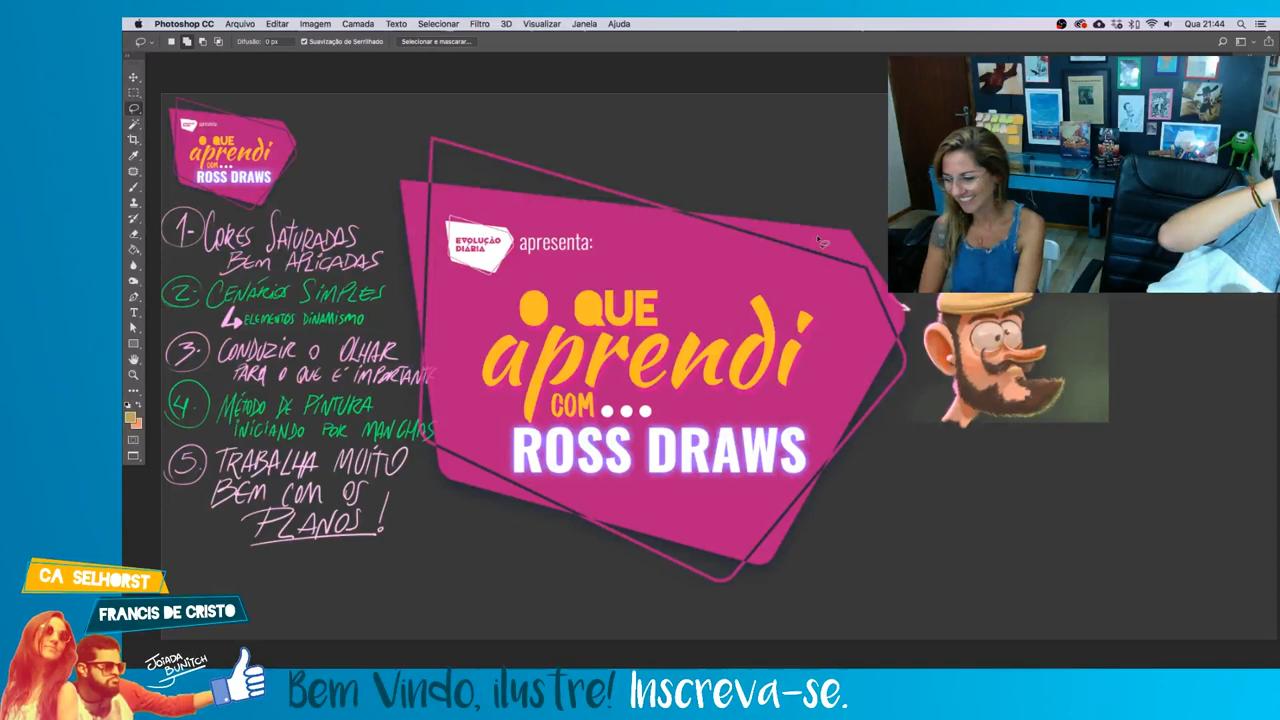 Photoshop CC Arquivo Editar Imagem Camada Texto Selecionar Filtro 3D Visualizar Janela Ajuda
Qua 21:44
Difusão: 0 px Suavização de Serrilhado Selecionar e mascarar...
apresenta
O QUE
aprendi
COM...
ROSS DRAWS
1- CORES SATURADAS
BEM APLICADAS
2. CENÁRIOS SIMPLES
ELEMENTOS DINAMISMO
3. CONDUZIR O OLHAR
PARA O QUE É IMPORTANTE
4. MÉTODO DE PINTURA
INICIANDO POR MANCHAS
5. TRABALHA MUITO
BEM COM OS
PLANOS!
EVOLUÇÃO
DIÁRIA
apresenta:
O QUE
aprendi
COM...
ROSS DRAWS
CA SELHORST
FRANCIS DE CRISTO
JOIADA
BUNITCH
Bem Vindo, ilustre! Inscreva-se.